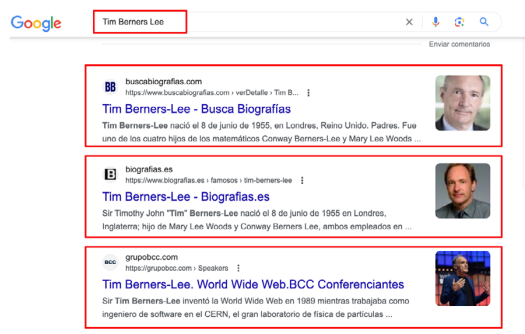 Google
Tim Berners Lee
Enviar comentarios
BB
buscabiografias.com
https://www.buscabiografias.com › verDetalle › Tim B...
Tim Berners-Lee - Busca Biografías
Tim Berners-Lee nació el 8 de junio de 1955, en Londres, Reino Unido. Padres. Fue
uno de los cuatro hijos de los matemáticos Conway Berners-Lee y Mary Lee Woods ...
B
biografias.es
https://www.biografias.es › famosos › tim-berners-lee
Tim Berners-Lee - Biografias.es
Sir Timothy John "Tim" Berners-Lee nació el 8 de junio de 1955 en Londres,
Inglaterra; hijo de Mary Lee Woods y Conway Berners-Lee, ambos empleados en ...
BCC
grupobcc.com
https://grupobcc.com › Speakers
Tim Berners-Lee. World Wide Web.BCC Conferenciantes
Sir Tim Berners-Lee inventó la World Wide Web en 1989 mientras trabajaba como
ingeniero de software en el CERN, el gran laboratorio de física de partículas ...